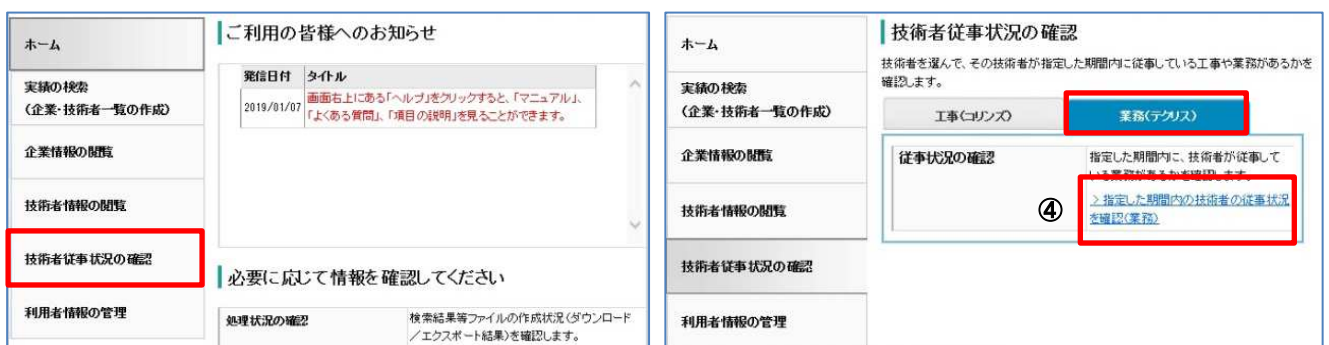 ホーム
実績の検索
(企業・技術者一覧の作成)
企業情報の閲覧
技術者情報の閲覧
技術者従事状況の確認
利用者情報の管理
ご利用の皆様へのお知らせ
発信日付 タイトル
2019/01/07 画面右上にある「ヘルプ」をクリックすると、「マニュアル」、
「よくある質問」、「項目の説明」を見ることができます。
必要に応じて情報を確認してください
処理状況の確認 検索結果等ファイルの作成状況(ダウンロード
/エクスポート結果)を確認します。
ホーム
実績の検索
(企業・技術者一覧の作成)
企業情報の閲覧
技術者情報の閲覧
技術者従事状況の確認
利用者情報の管理
技術者従事状況の確認
技術者を選んで、その技術者が指定した期間内に従事している工事や業務があるかを
確認します。
工事(コリンズ) 業務(テクリス)
従事状況の確認 指定した期間内に、技術者が従事して
いる業務があるかを確認します。
④ >指定した期間内の技術者の従事状況
を確認(業務)